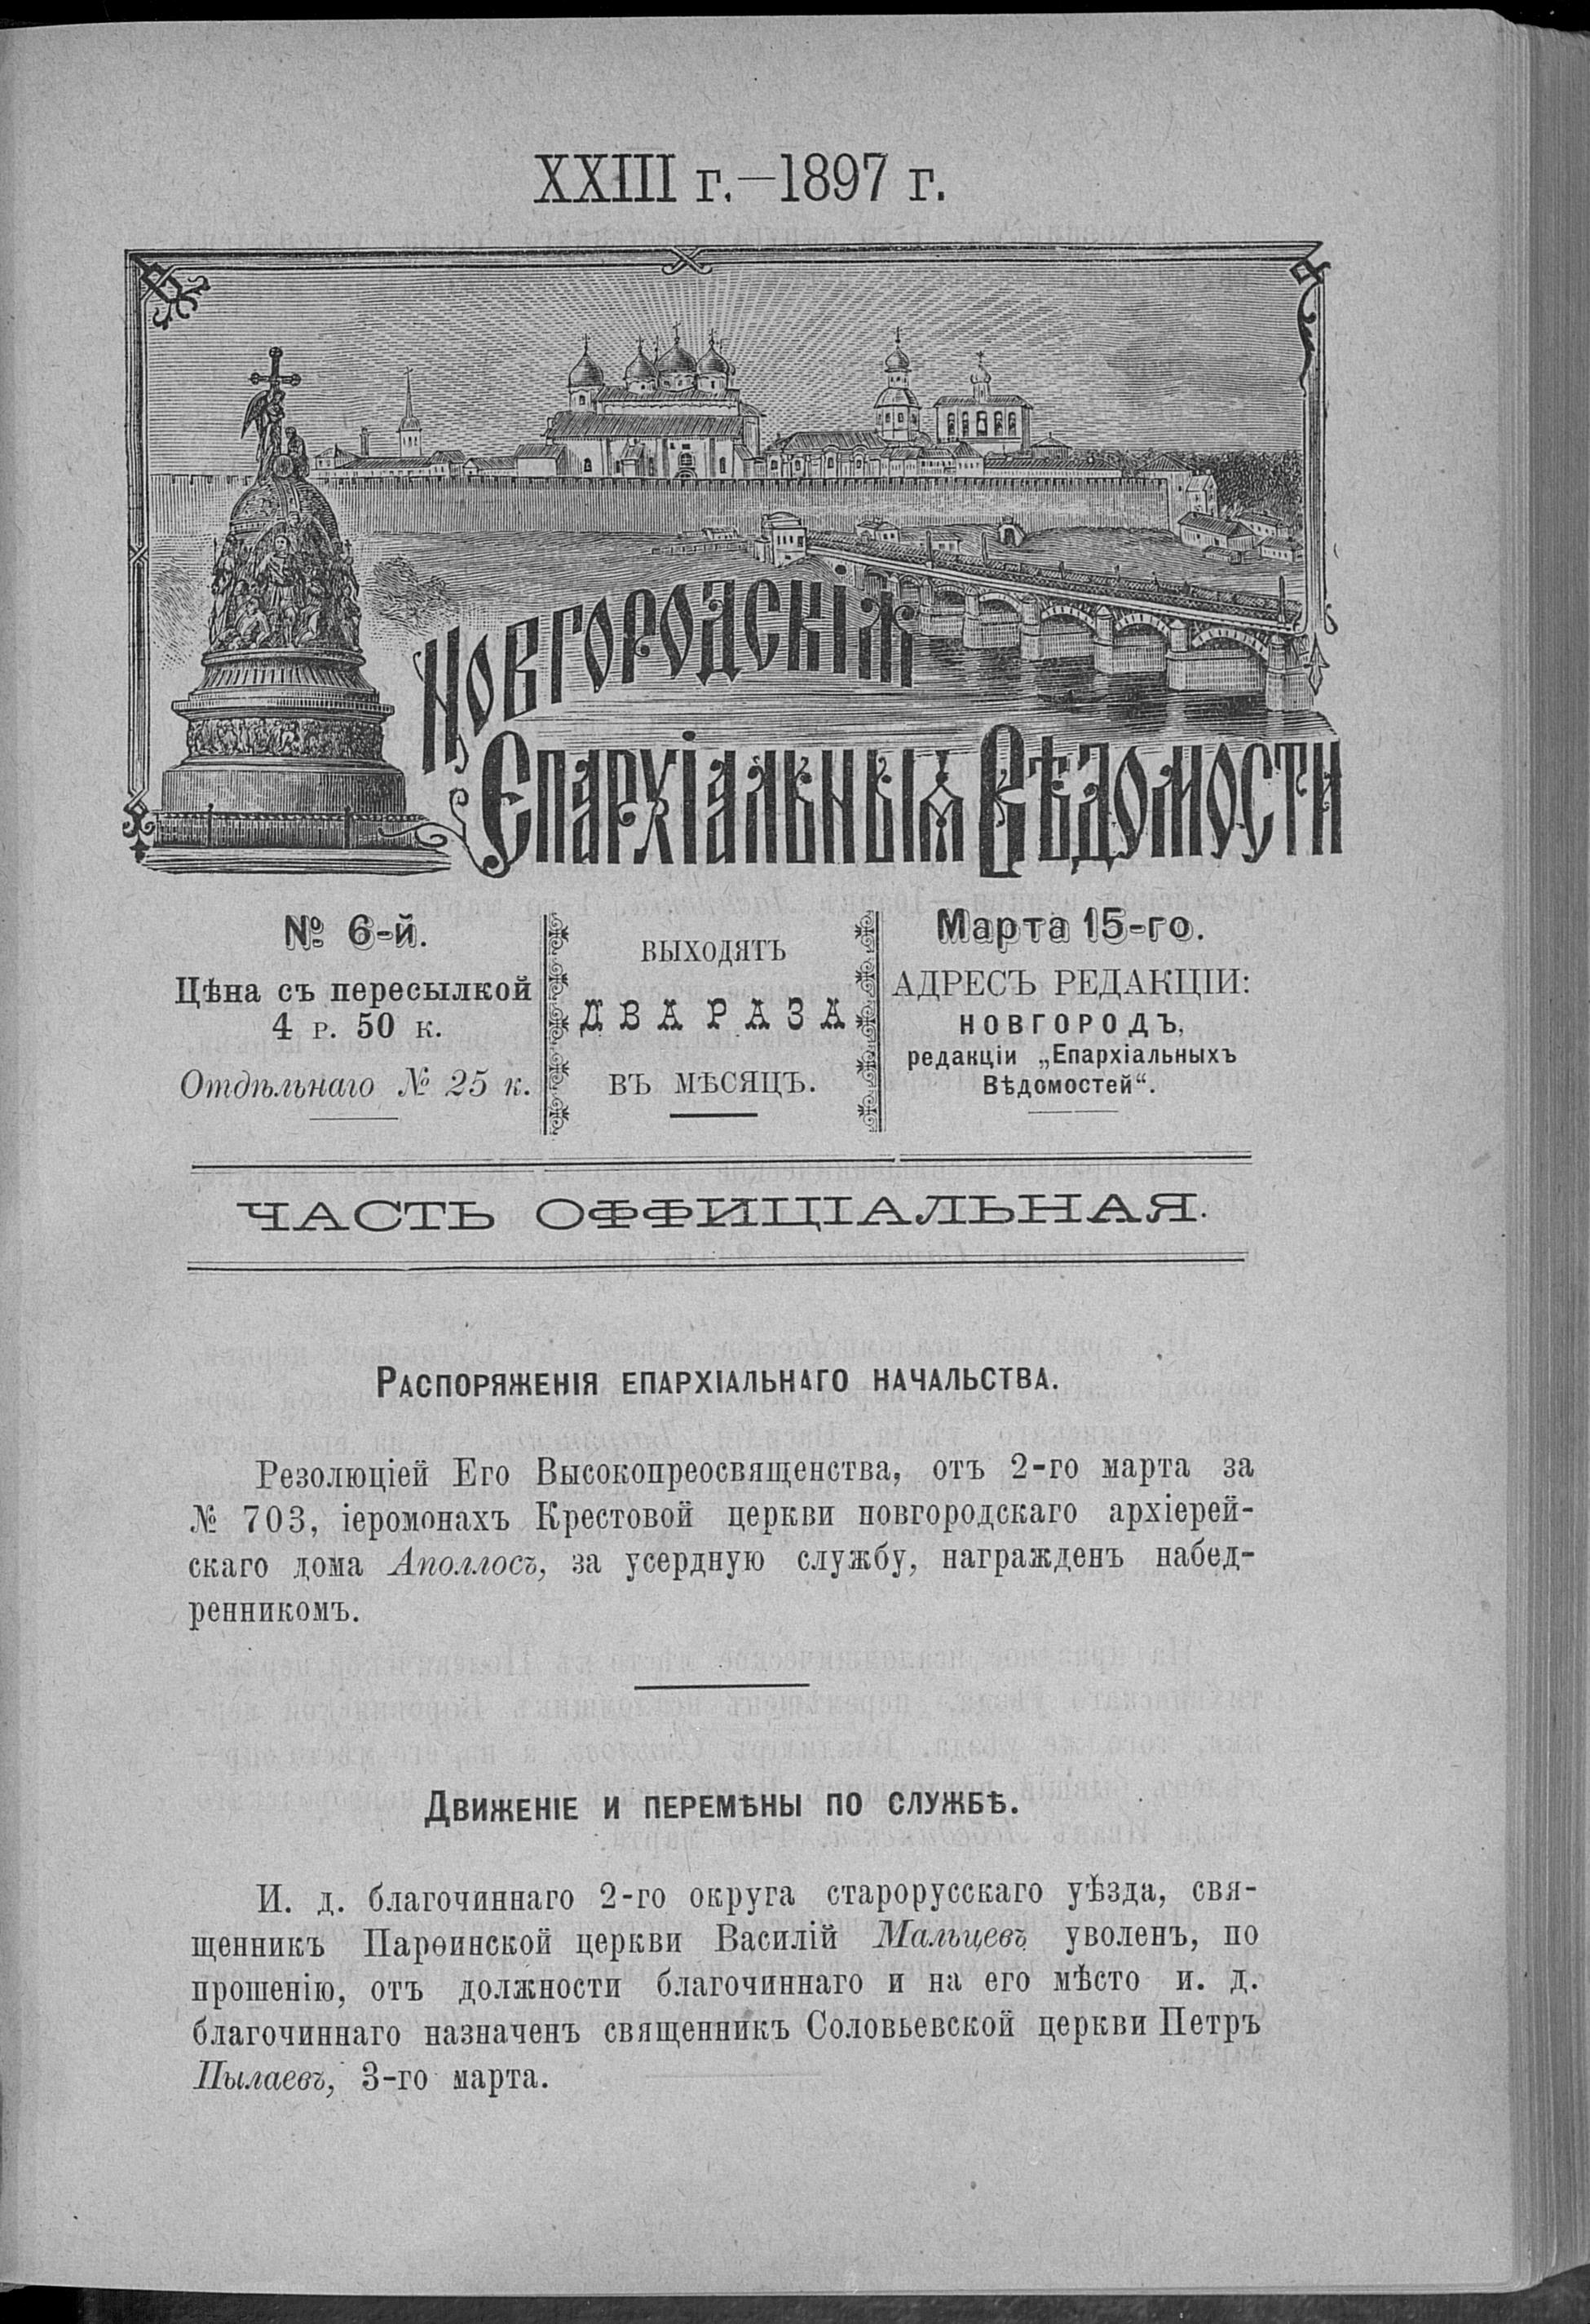 XXIII г.—1897 г.
Новгородскія
Епархіальныя Вѣдомости
№ 6-й.
Цѣна съ пересылкой
4 р. 50 к.
Отдѣльнаго № 25 к.
ВЫХОДЯТЪ
ДВА РАЗА
ВЪ МѢСЯЦЪ.
Марта 15-го.
АДРЕСЪ РЕДАКЦІИ:
НОВГОРОДЪ,
редакціи „Епархіальныхъ
Вѣдомостей“.
ЧАСТЬ ОФФИЦІАЛЬНАЯ.
Распоряженія епархіальнаго начальства.
Резолюціей Его Высокопреосвященства, отъ 2-го марта за
№ 703, іеромонахъ Крестовой церкви новгородскаго архіерей-
скаго дома Аполлосъ, за усердную службу, награжденъ набед-
ренникомъ.
Движеніе и перемѣны по службѣ.
И. д. благочиннаго 2-го округа старорусскаго уѣзда, свя-
щенникъ Парѳинской церкви Василій Мальцевъ уволенъ, по
прошенію, отъ должности благочиннаго и на его мѣсто и. д.
благочиннаго назначенъ священникъ Соловьевской церкви Петръ
Пылаевъ, 3-го марта.